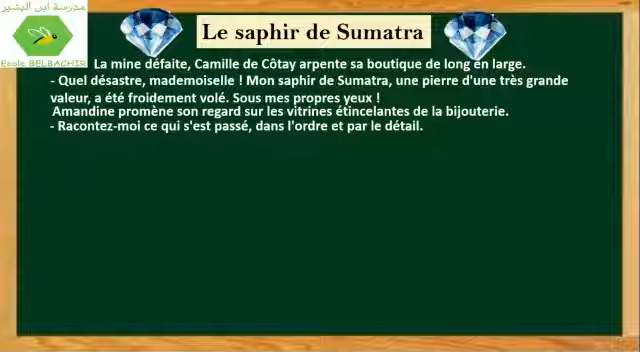 مدرسة ابن البشير
Ecole BELBACHIR
Le saphir de Sumatra
La mine défaite, Camille de Côtay arpente sa boutique de long en large.
- Quel désastre, mademoiselle ! Mon saphir de Sumatra, une pierre d'une très grande
valeur, a été froidement volé. Sous mes propres yeux !
Amandine promène son regard sur les vitrines étincelantes de la bijouterie.
- Racontez-moi ce qui s'est passé, dans l'ordre et par le détail.